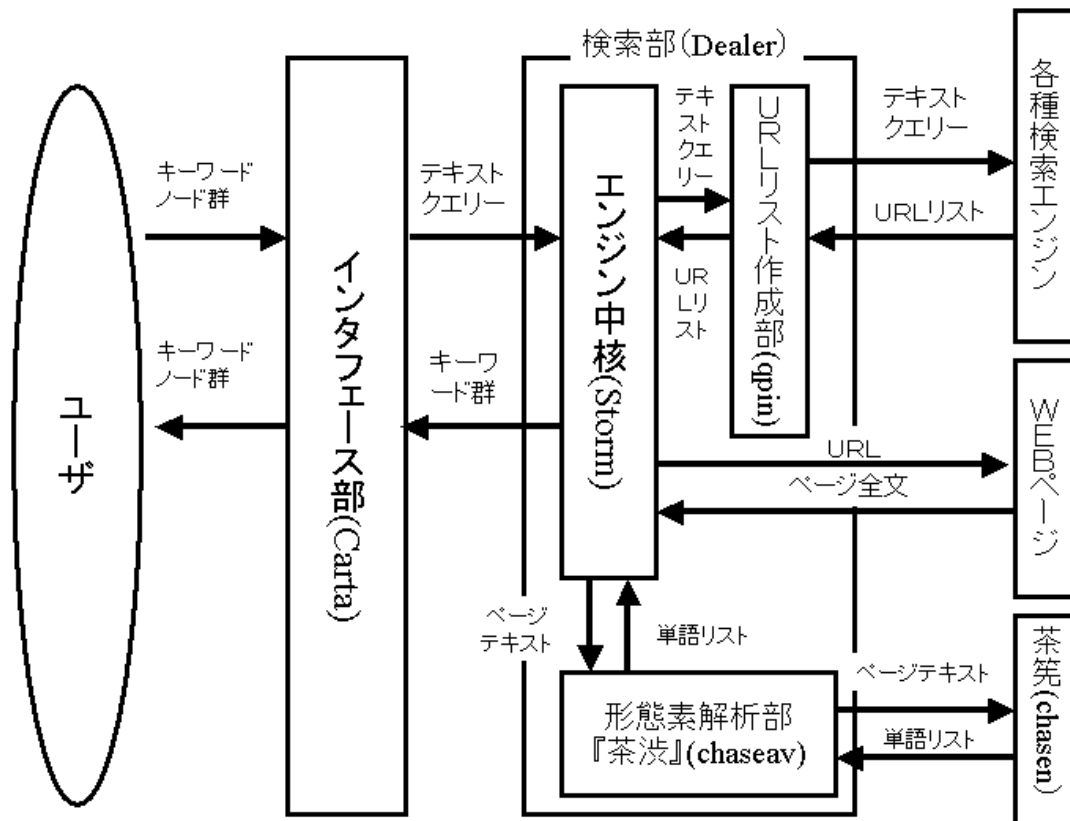 検索部(Dealer)
ユーザ
キーワード
ノード群
キーワード
ノード群
インタフェース部(Carta)
テキスト
クエリー
キーワ
ード群
エンジン中核(Storm)
テキ
ストク
エリ
ー
UR
Lリ
スト
URLリスト作成部(qpin)
テキスト
クエリー
URLリスト
各種検索エンジン
URL
ページ全文
WEBページ
ページ
テキスト
単語リスト
形態素解析部
『茶渋』(chaseav)
ページテキスト
単語リスト
茶筅(chasen)